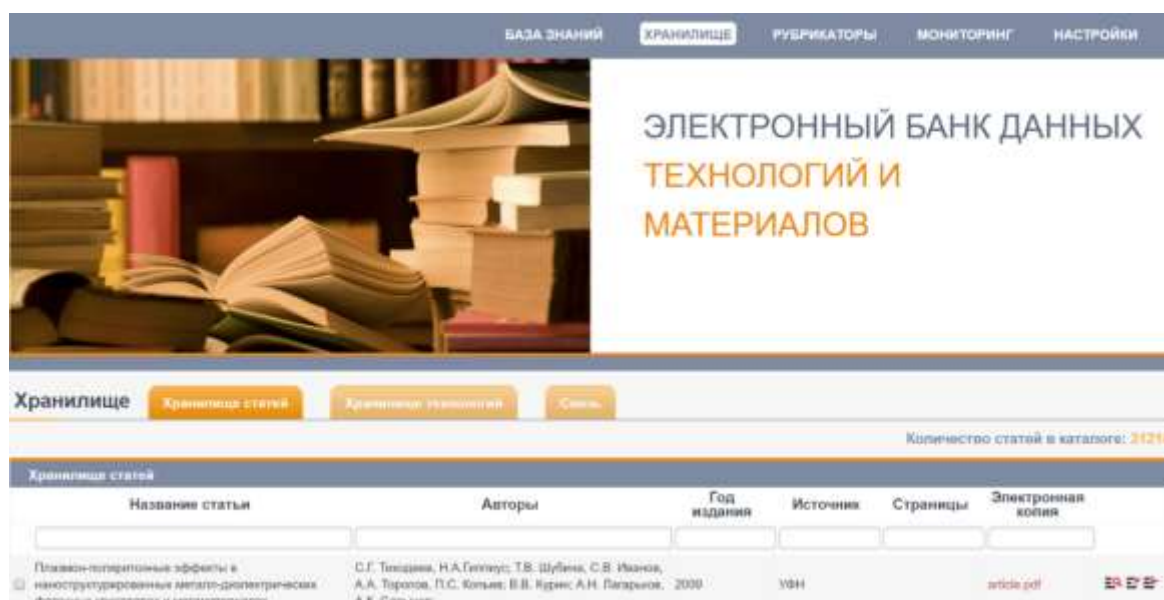 БАЗА ЗНАНИЙ ХРАНИЛИЩЕ РУБРИКАТОРЫ МОНИТОРИНГ НАСТРОЙКИ
ЭЛЕКТРОННЫЙ БАНК ДАННЫХ
ТЕХНОЛОГИЙ И
МАТЕРИАЛОВ
Хранилище Хранилище статей Хранилище технологий Связь
Количество статей в каталоге:
Хранилище статей
Название статьи Авторы Год издания Источник Страницы Электронная копия
Плазмон-поляритонные эффекты в
наноструктурированных металл-диэлектрических
С.Г. Тиходеев, Н.А.Гиппиус; Т.В. Шубина, С.В. Иванов,
А.А. Торопов, П.С. Копьев; В.В. Курин; А.Н. Лагарьков,
2009 УФН article.pdf